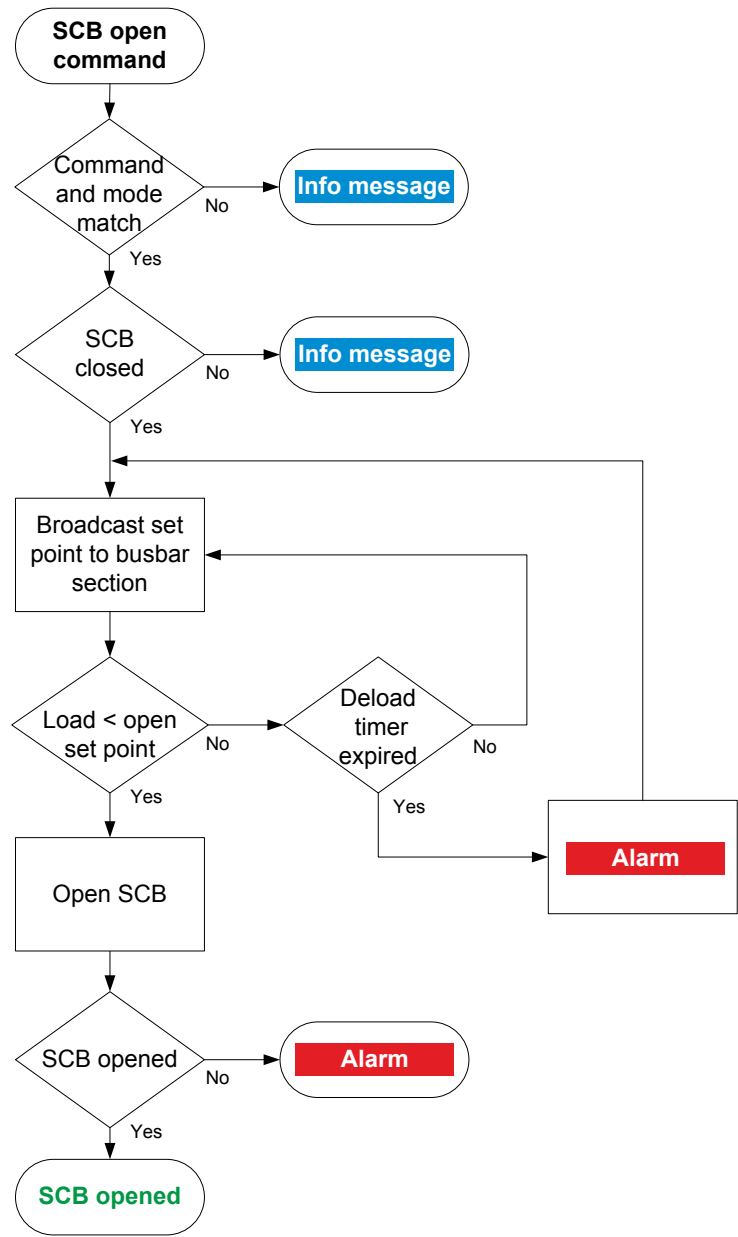 SCB open
command
Command
and mode
match
No
Info message
Yes
SCB
closed
No
Info message
Yes
Broadcast set
point to busbar
section
Load < open
set point
No
Deload
timer
expired
No
Yes
Yes
Alarm
Open SCB
SCB opened
No
Alarm
Yes
SCB opened